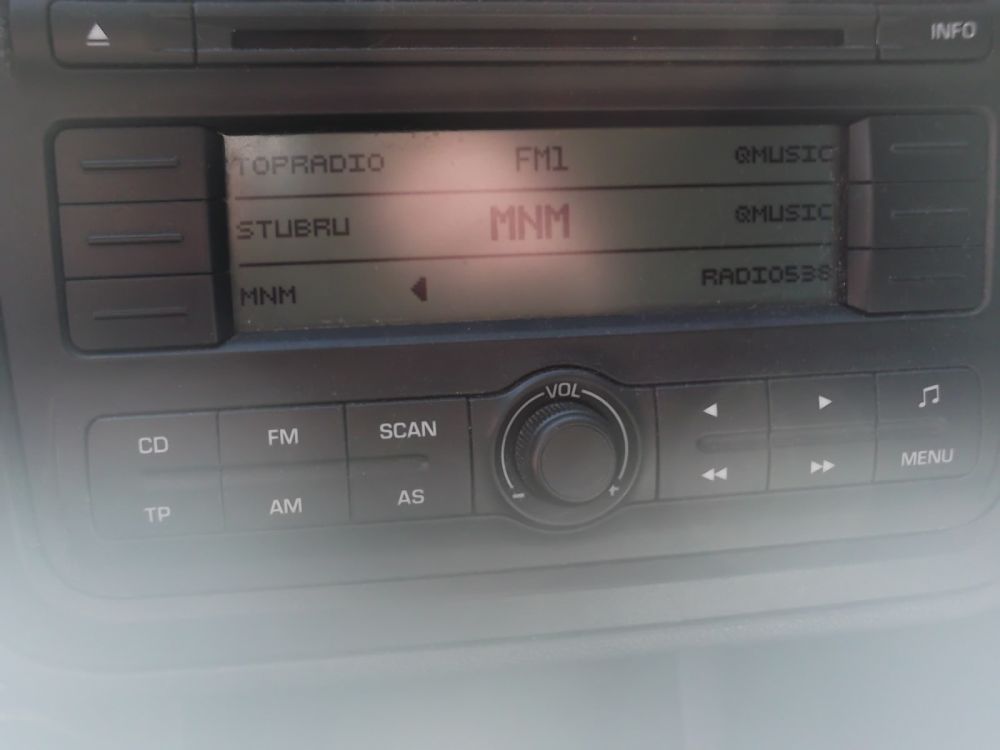 INFO
TOPRADIO FM1 QMUSIC
STUBRU MNM QMUSIC
MNM RADIO538
VOL
CD FM SCAN
TP AM AS MENU